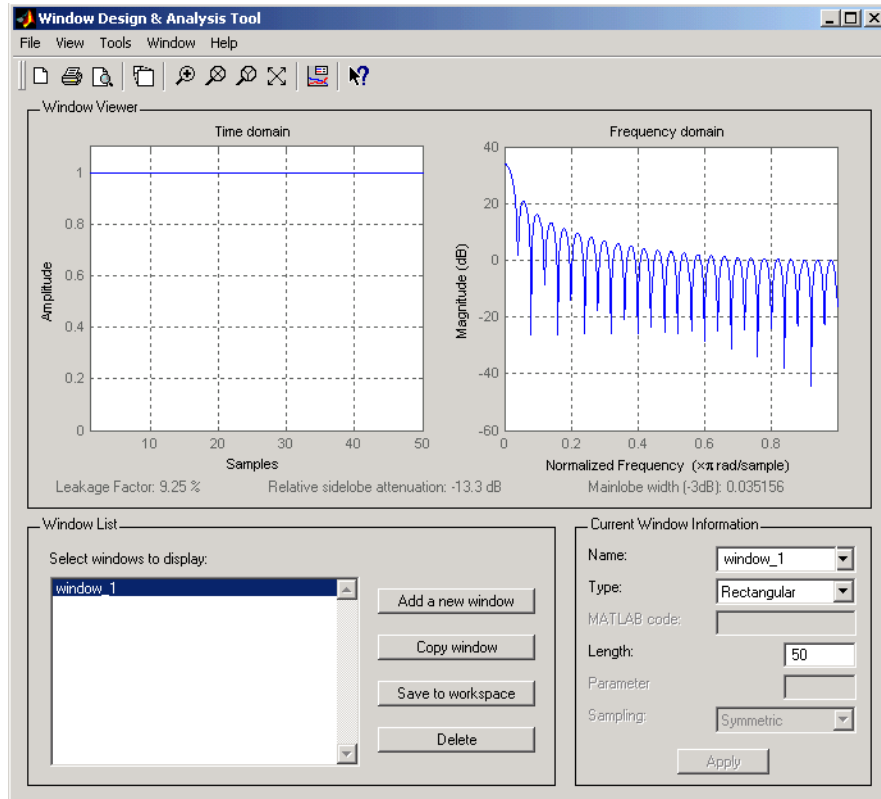 Window Design & Analysis Tool
File View Tools Window Help
Window Viewer
Time domain
Frequency domain
1
0.8
0.6
0.4
0.2
0
Amplitude
10 20 30 40 50
Samples
40
20
0
-20
-40
-60
Magnitude (dB)
0 0.2 0.4 0.6 0.8
Normalized Frequency (×π rad/sample)
Leakage Factor: 9.25 %
Relative sidelobe attenuation: -13.3 dB
Mainlobe width (-3dB): 0.035156
Window List
Select windows to display:
window_1
Add a new window
Copy window
Save to workspace
Delete
Current Window Information
Name: window_1
Type: Rectangular
MATLAB code:
Length: 50
Parameter
Sampling: Symmetric
Apply